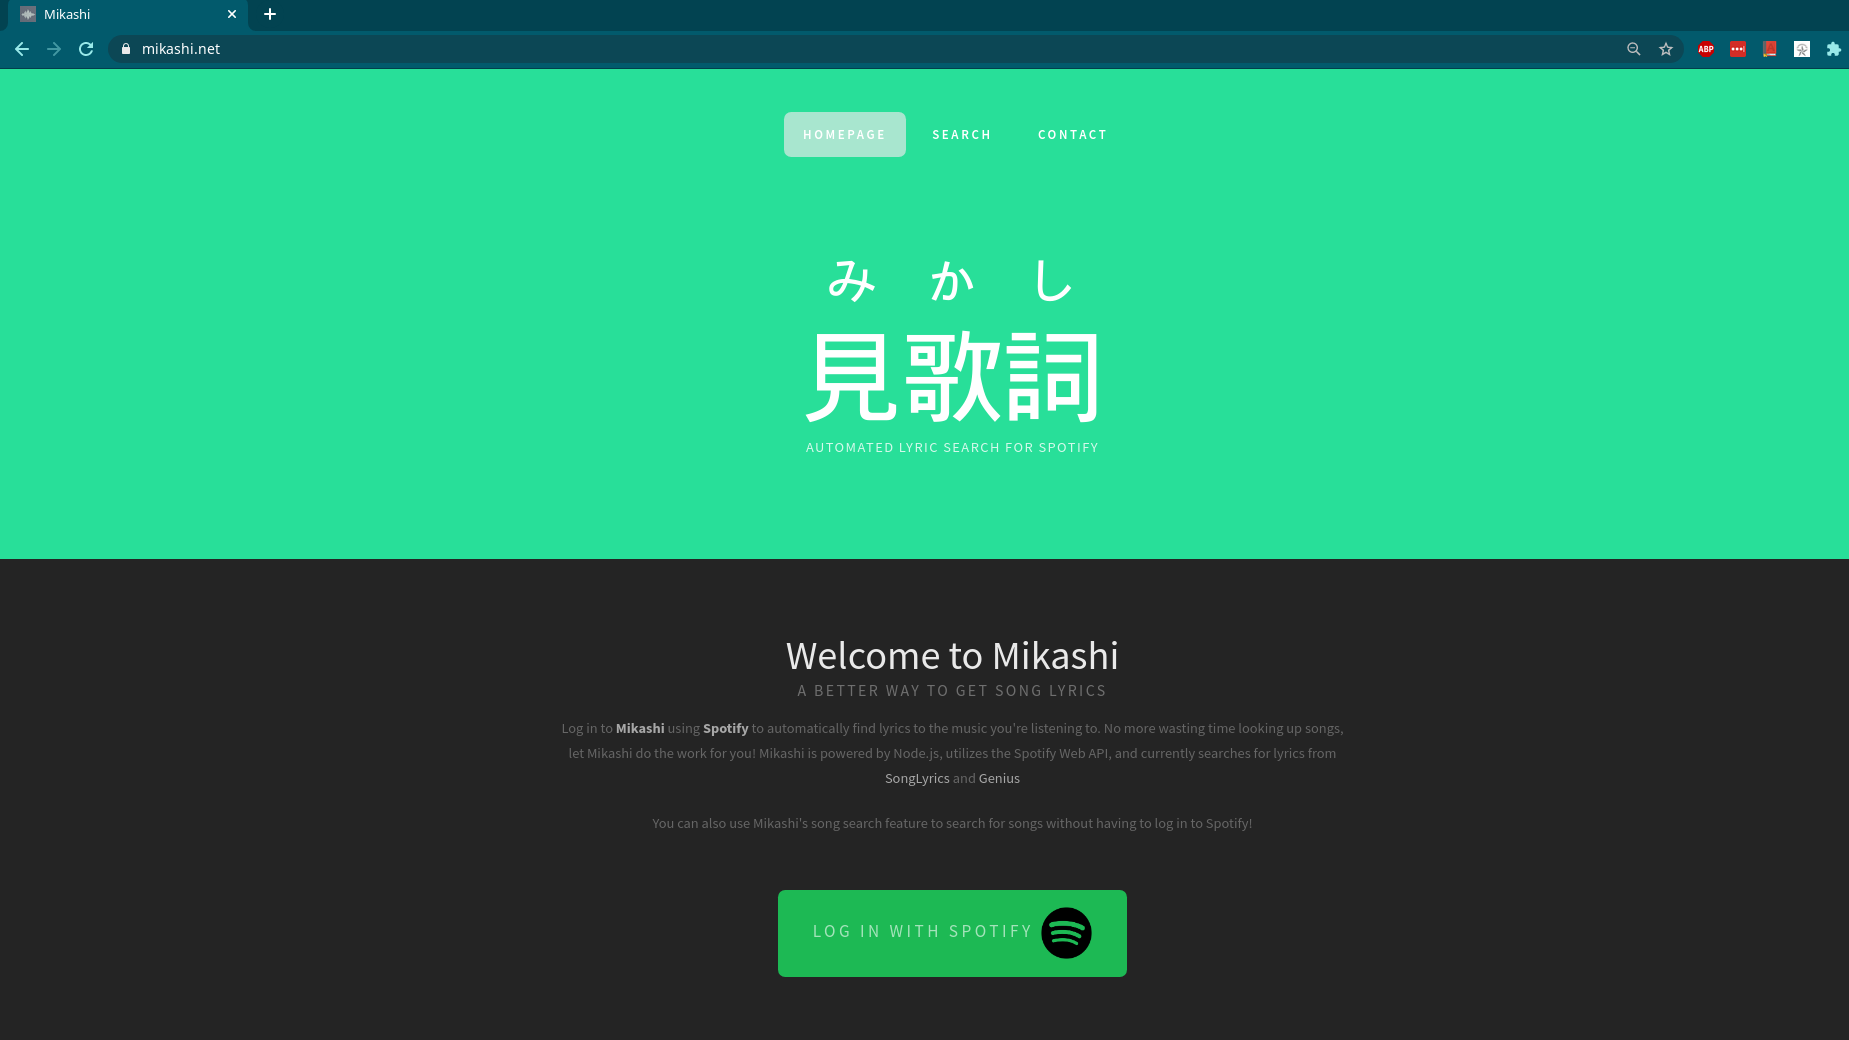 Mikashi
mikashi.net
ABP
HOMEPAGE SEARCH CONTACT
み か し
見歌詞
AUTOMATED LYRIC SEARCH FOR SPOTIFY
Welcome to Mikashi
A BETTER WAY TO GET SONG LYRICS
Log in to Mikashi using Spotify to automatically find lyrics to the music you're listening to. No more wasting time looking up songs,
let Mikashi do the work for you! Mikashi is powered by Node.js, utilizes the Spotify Web API, and currently searches for lyrics from
SongLyrics and Genius
You can also use Mikashi's song search feature to search for songs without having to log in to Spotify!
LOG IN WITH SPOTIFY